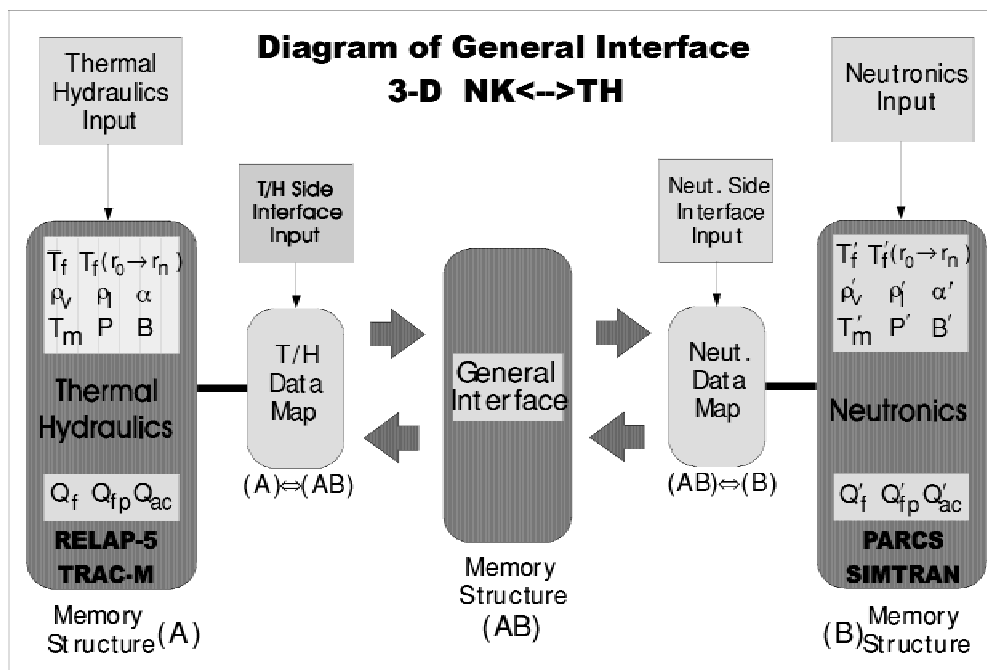 Diagram of General Interface
3-D NK<-->TH
Thermal
Hydraulics
Input
Neutronics
Input
T/H Side
Interface
Input
Neut. Side
Interface
Input
T̅f Tf(r0→rn)
ρv ρl α
Tm P B
Thermal
Hydraulics
Qf Qfp Qac
RELAP-5
TRAC-M
Memory
Structure (A)
T/H
Data
Map
(A)⇔(AB)
General
Interface
Memory
Structure
(AB)
Neut.
Data
Map
(AB)⇔(B)
T′f T′f(r0→rn)
ρ′v ρ′l α′
T′m P′ B′
Neutronics
Q′f Q′fp Q′ac
PARCS
SIMTRAN
(B) Memory
Structure